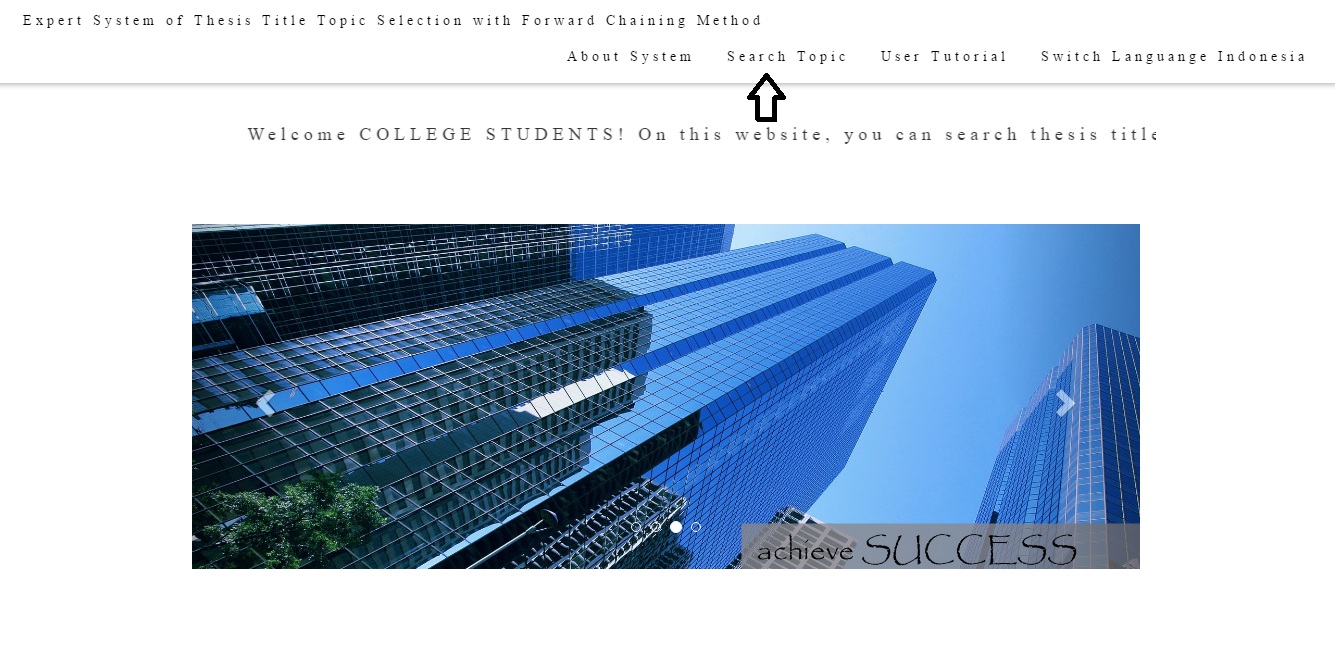 Expert System of Thesis Title Topic Selection with Forward Chaining Method
About System Search Topic User Tutorial Switch Languange Indonesia
Welcome COLLEGE STUDENTS! On this website, you can search thesis title
achieve SUCCESS